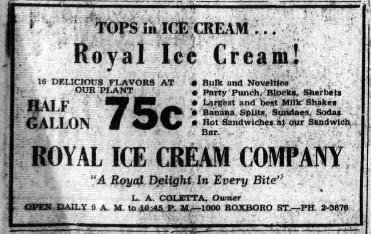 TOPS in ICE CREAM ...
Royal Ice Cream!
16 DELICIOUS FLAVORS AT
OUR PLANT
HALF
GALLON
75c
• Bulk and Novelties
• Party Punch, Blocks, Sherbets
• Largest and best Milk Shakes
• Banana Splits, Sundaes, Sodas
• Hot Sandwiches at our Sandwich
Bar.
ROYAL ICE CREAM COMPANY
"A Royal Delight In Every Bite"
L. A. COLETTA, Owner
OPEN DAILY 9 A. M. to 10:45 P. M.—1000 ROXBORO ST.—PH. 2-3876